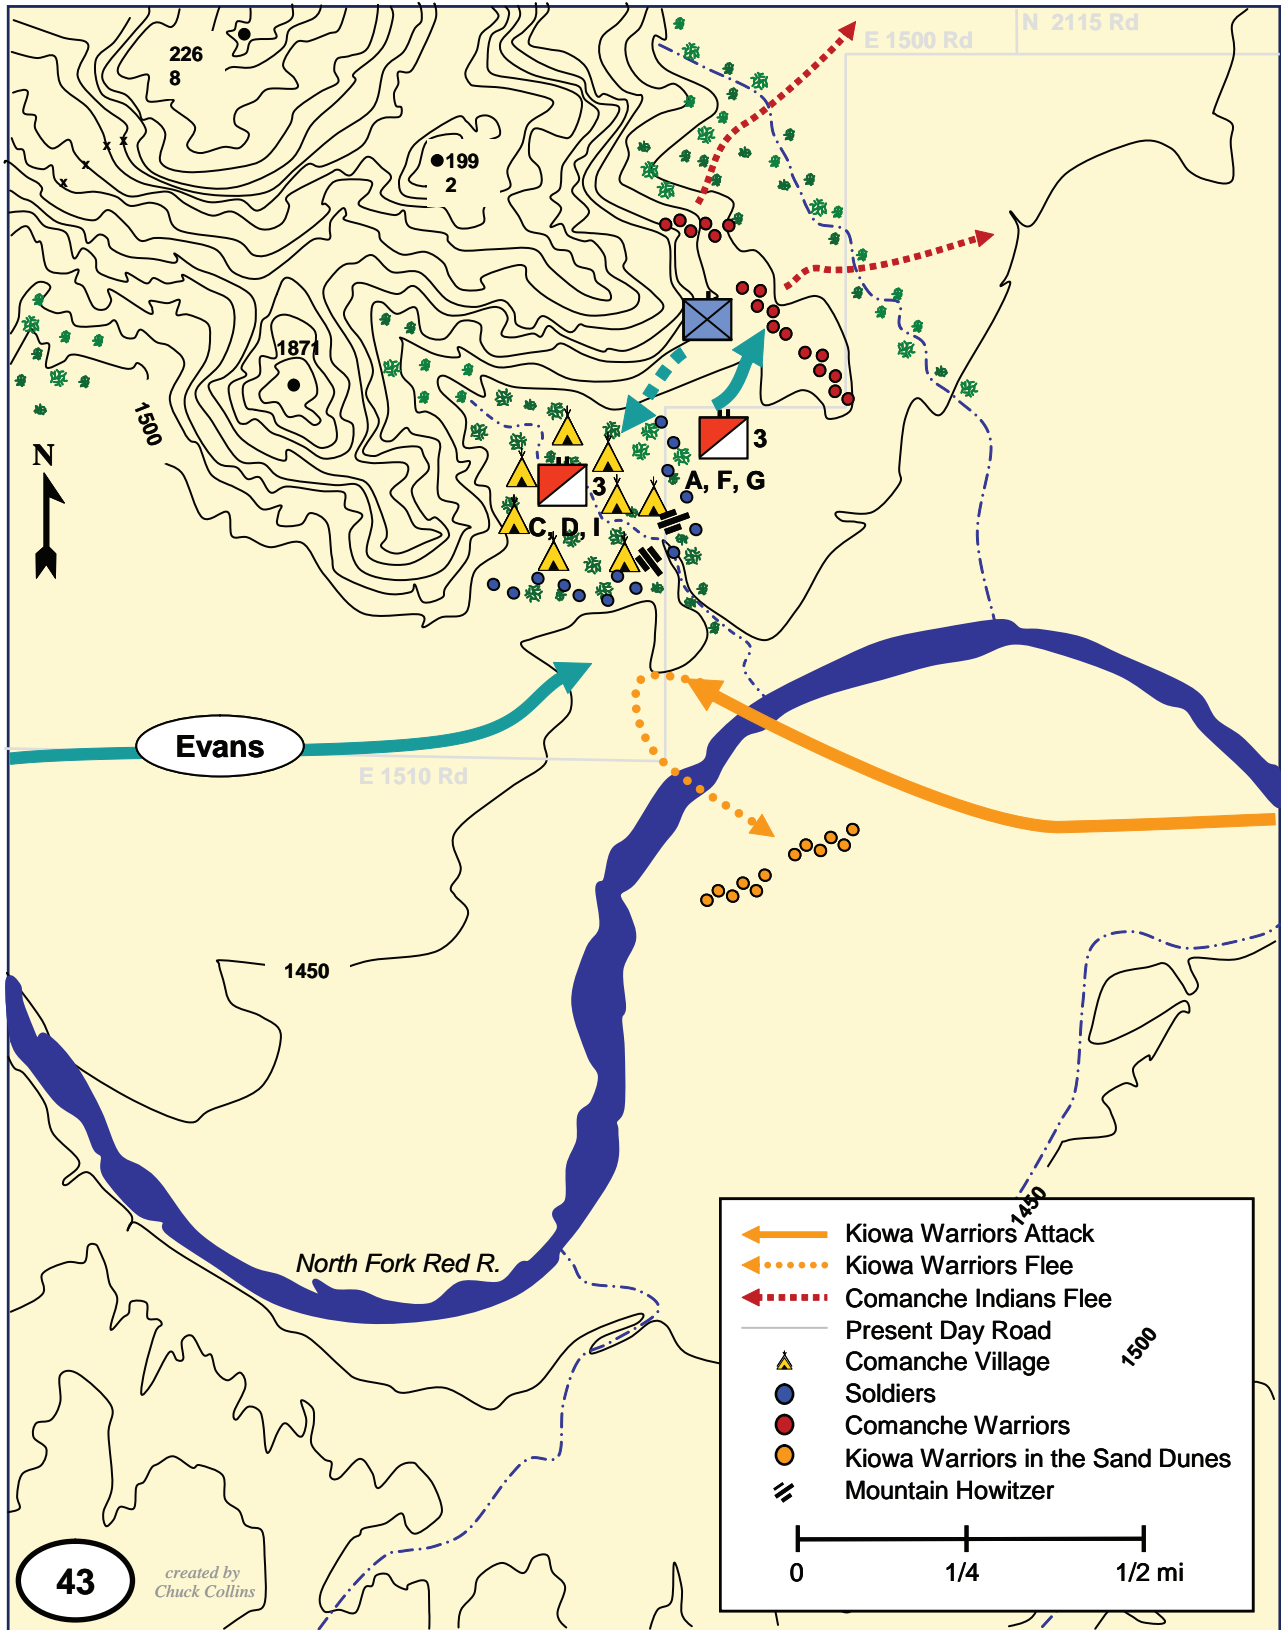 N 2115 Rd
E 1500 Rd
226
8
199
2
1871
1500
N
3
A, F, G
3
C, D, I
Evans
E 1510 Rd
1450
North Fork Red R.
1450
Kiowa Warriors Attack
Kiowa Warriors Flee
Comanche Indians Flee
Present Day Road
1500
Comanche Village
Soldiers
Comanche Warriors
Kiowa Warriors in the Sand Dunes
Mountain Howitzer
0 1/4 1/2 mi
43
created by
Chuck Collins